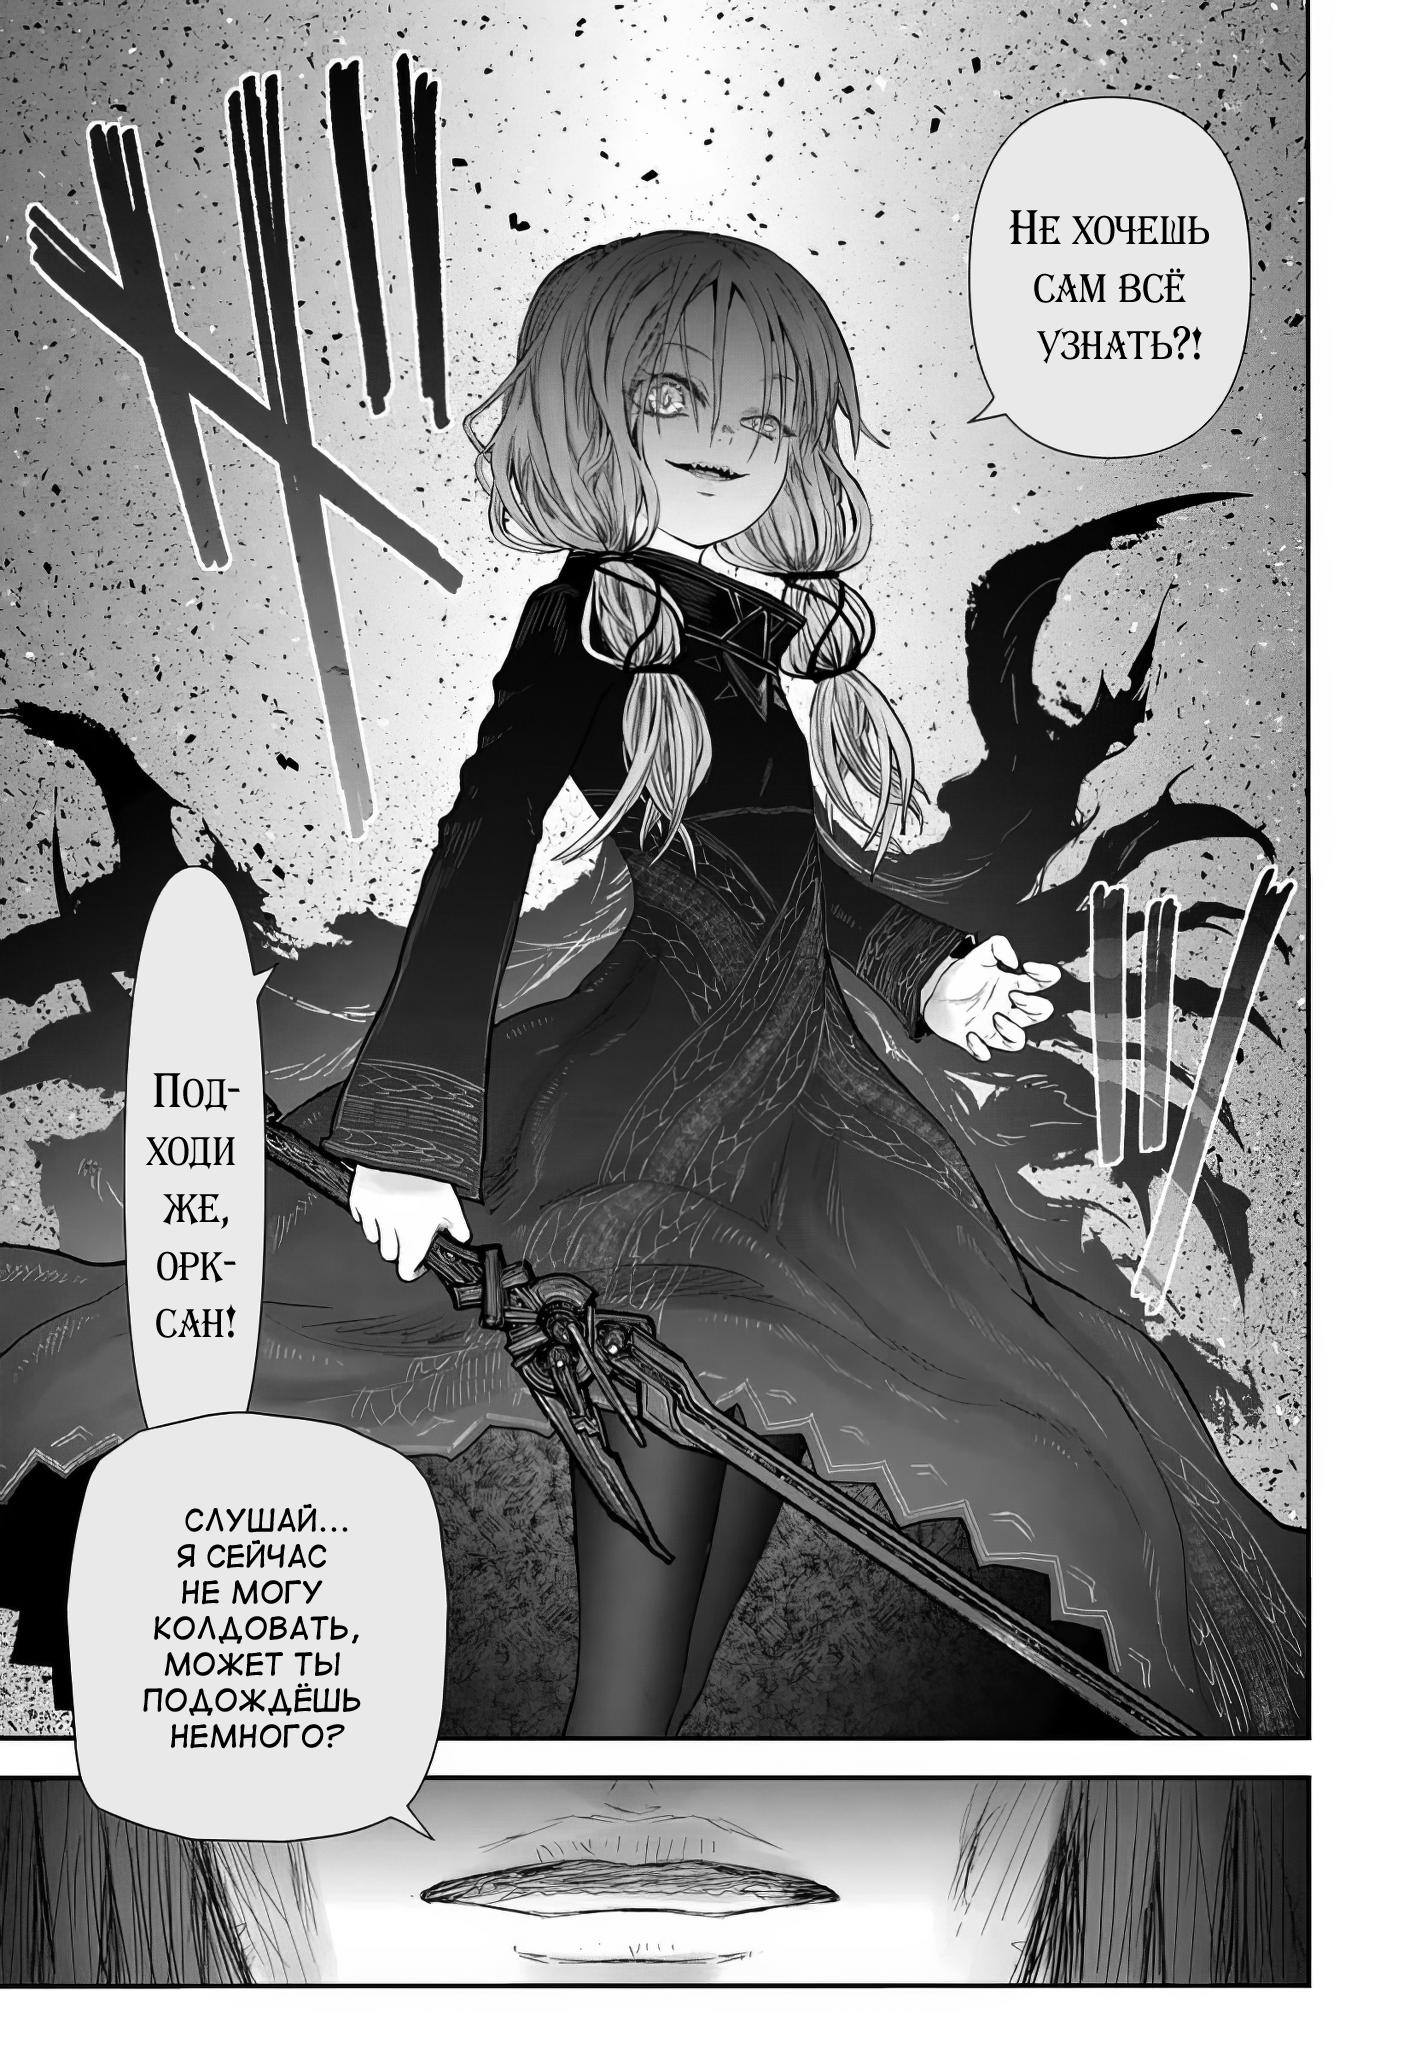 Не хочешь
сам всё
узнать?!
Под-
ходи
же,
орк-
сан!
СЛУШАЙ...
Я СЕЙЧАС
НЕ МОГУ
КОЛДОВАТЬ,
МОЖЕТ ТЫ
ПОДОЖДЁШЬ
НЕМНОГО?